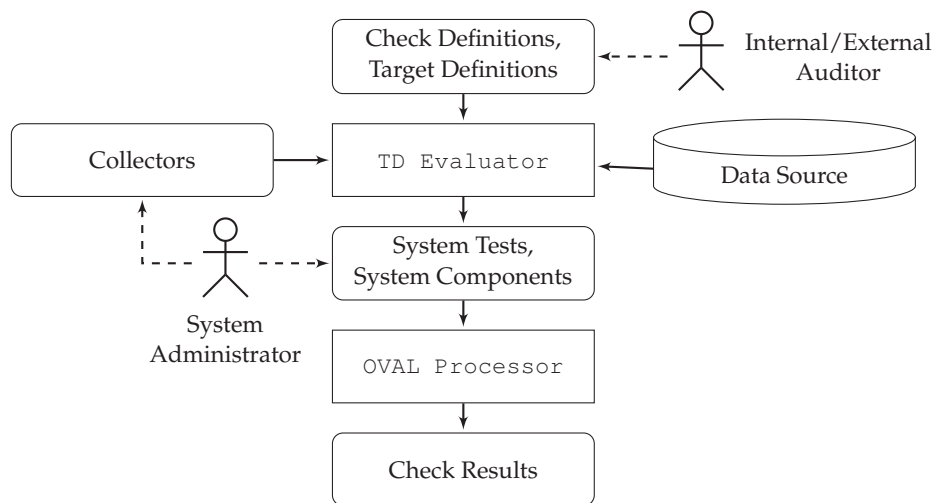 Check Definitions,
Target Definitions
Internal/External
Auditor
Collectors
TD Evaluator
Data Source
System Tests,
System Components
System
Administrator
OVAL Processor
Check Results